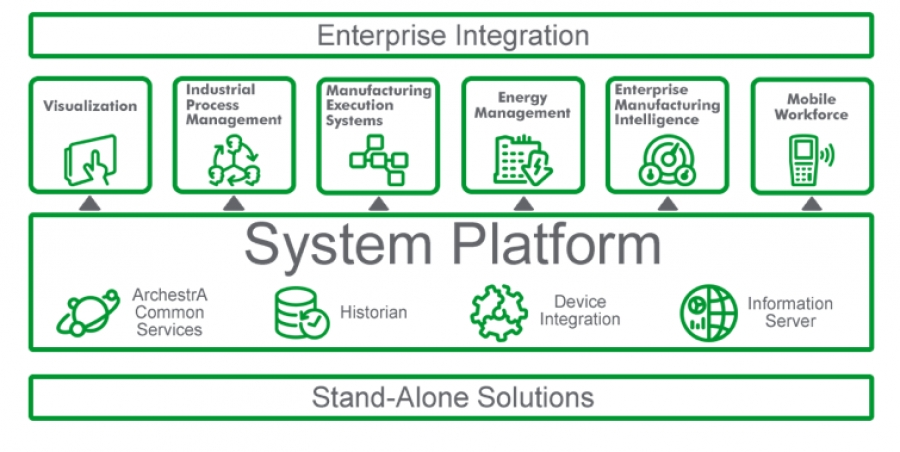 Enterprise Integration
Visualization
Industrial
Process
Management
Manufacturing
Execution
Systems
Energy
Management
Enterprise
Manufacturing
Intelligence
Mobile
Workforce
System Platform
ArchestrA
Common
Services
Historian
Device
Integration
Information
Server
Stand-Alone Solutions